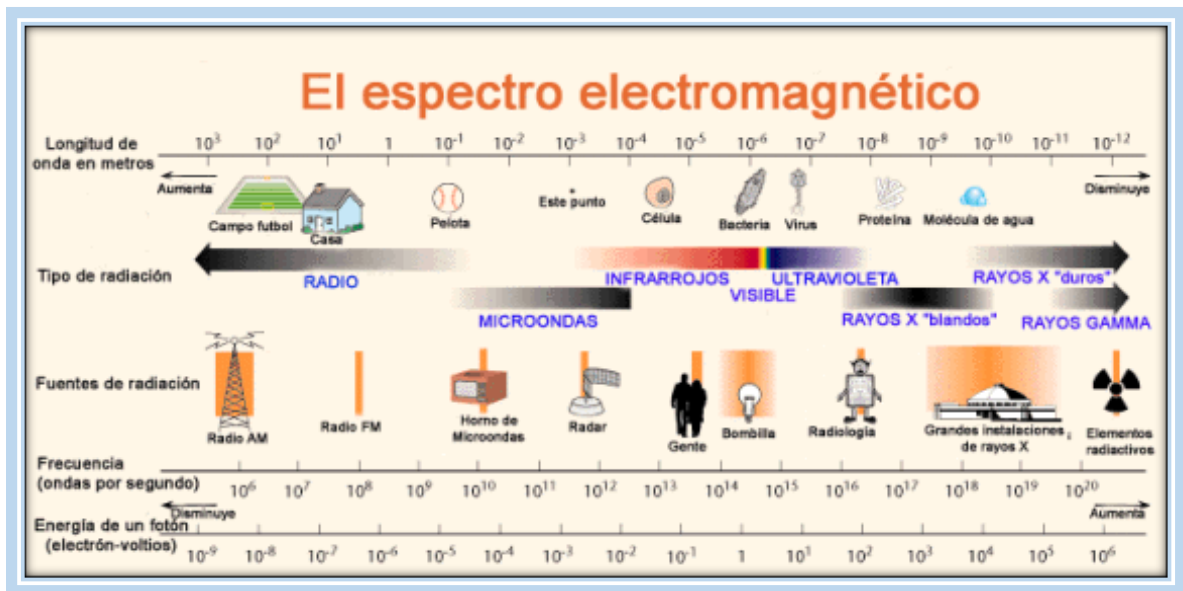 El espectro electromagnético
Longitud de
onda en metros
10³ 10² 10¹ 1 10⁻¹ 10⁻² 10⁻³ 10⁻⁴ 10⁻⁵ 10⁻⁶ 10⁻⁷ 10⁻⁸ 10⁻⁹ 10⁻¹⁰ 10⁻¹¹ 10⁻¹²
Aumenta
Disminuye
Campo futbol
Casa
Pelota
Este punto
Célula
Bacteria
Virus
Proteína
Molécula de agua
Tipo de radiación
RADIO
INFRARROJOS
VISIBLE
ULTRAVIOLETA
RAYOS X "duros"
MICROONDAS
RAYOS X "blandos"
RAYOS GAMMA
Fuentes de radiación
Radio AM
Radio FM
Horno de
Microondas
Radar
Gente
Bombilla
Radiología
Grandes instalaciones
de rayos X
Elementos
radiactivos
Frecuencia
(ondas por segundo)
10⁶ 10⁷ 10⁸ 10⁹ 10¹⁰ 10¹¹ 10¹² 10¹³ 10¹⁴ 10¹⁵ 10¹⁶ 10¹⁷ 10¹⁸ 10¹⁹ 10²⁰
Disminuye
Aumenta
Energía de un fotón
(electrón-voltios)
10⁻⁹ 10⁻⁸ 10⁻⁷ 10⁻⁶ 10⁻⁵ 10⁻⁴ 10⁻³ 10⁻² 10⁻¹ 1 10¹ 10² 10³ 10⁴ 10⁵ 10⁶